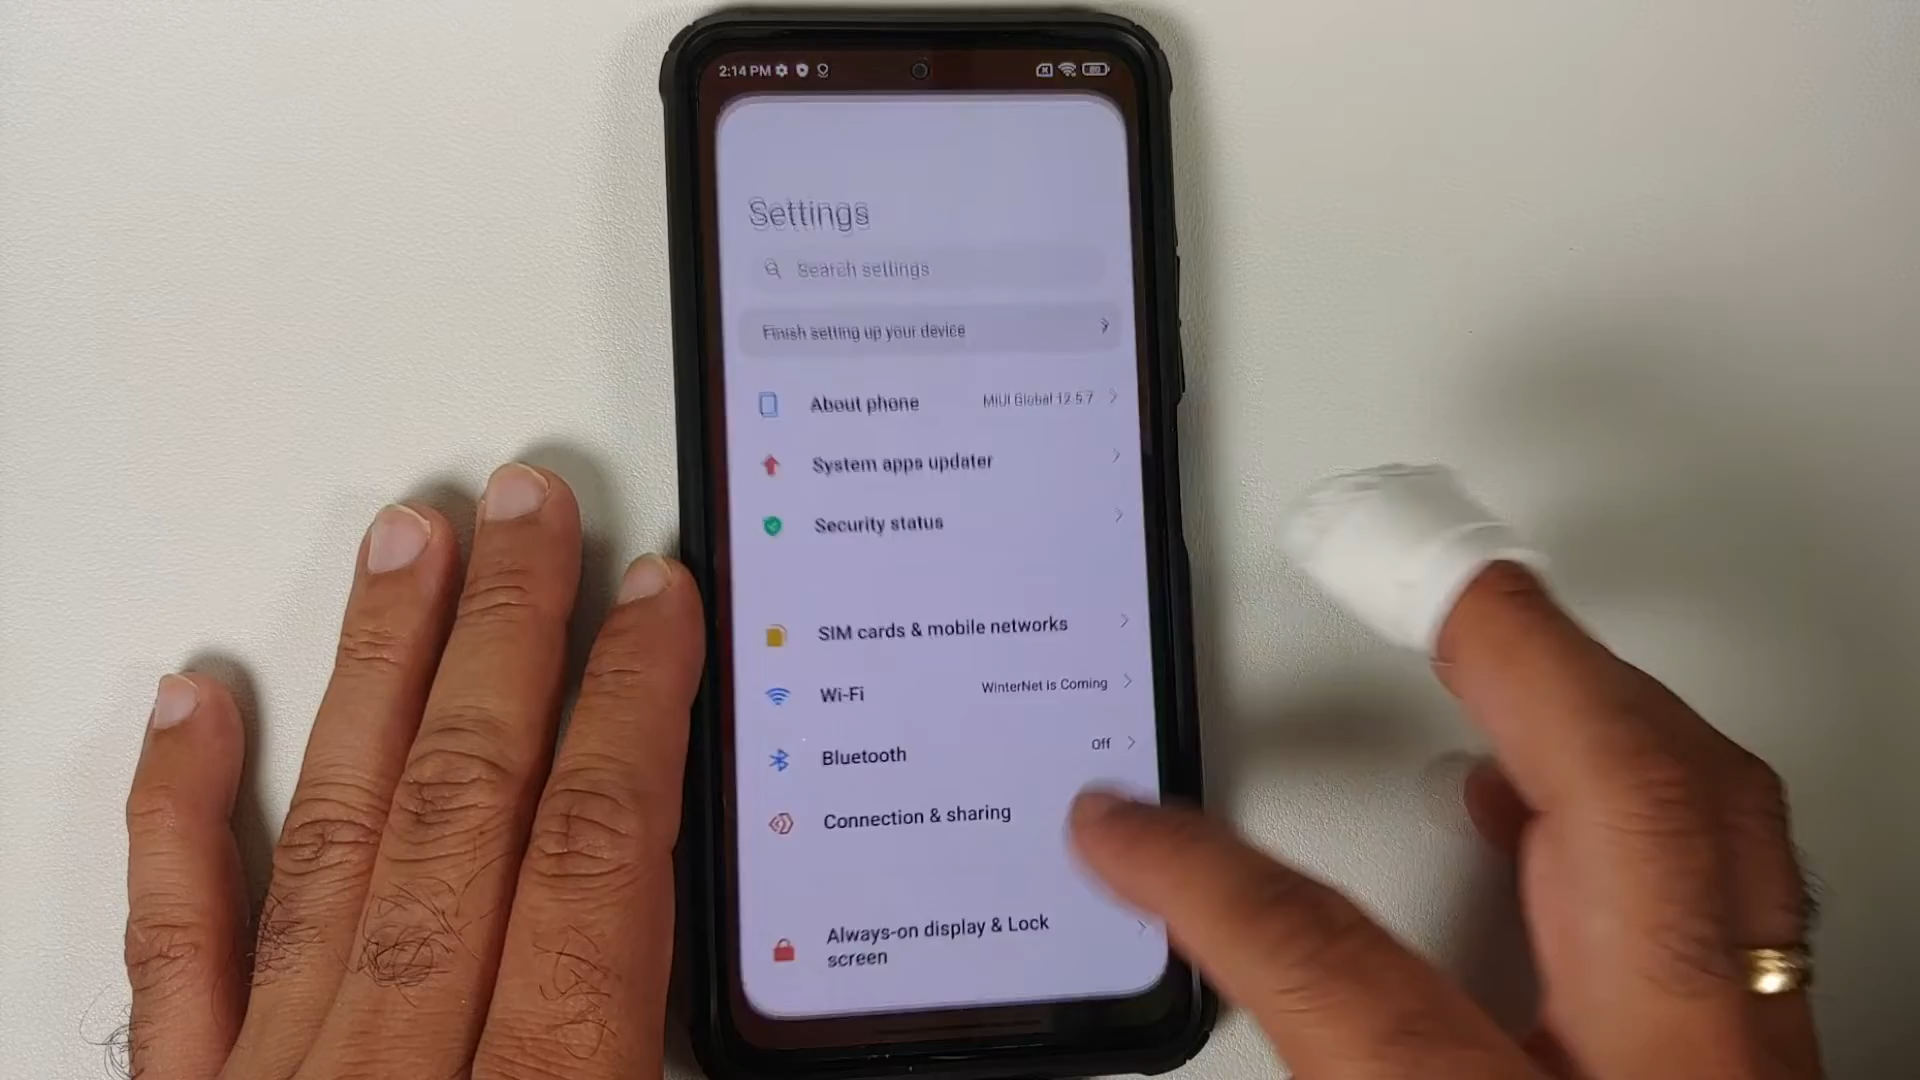 2:14 PM
80
Settings
Search settings
Finish setting up your device
About phone
MIUI Global 12.5.7
System apps updater
Security status
SIM cards & mobile networks
Wi-Fi
WinterNet is Coming
Bluetooth
Off
Connection & sharing
Always-on display & Lock
screen